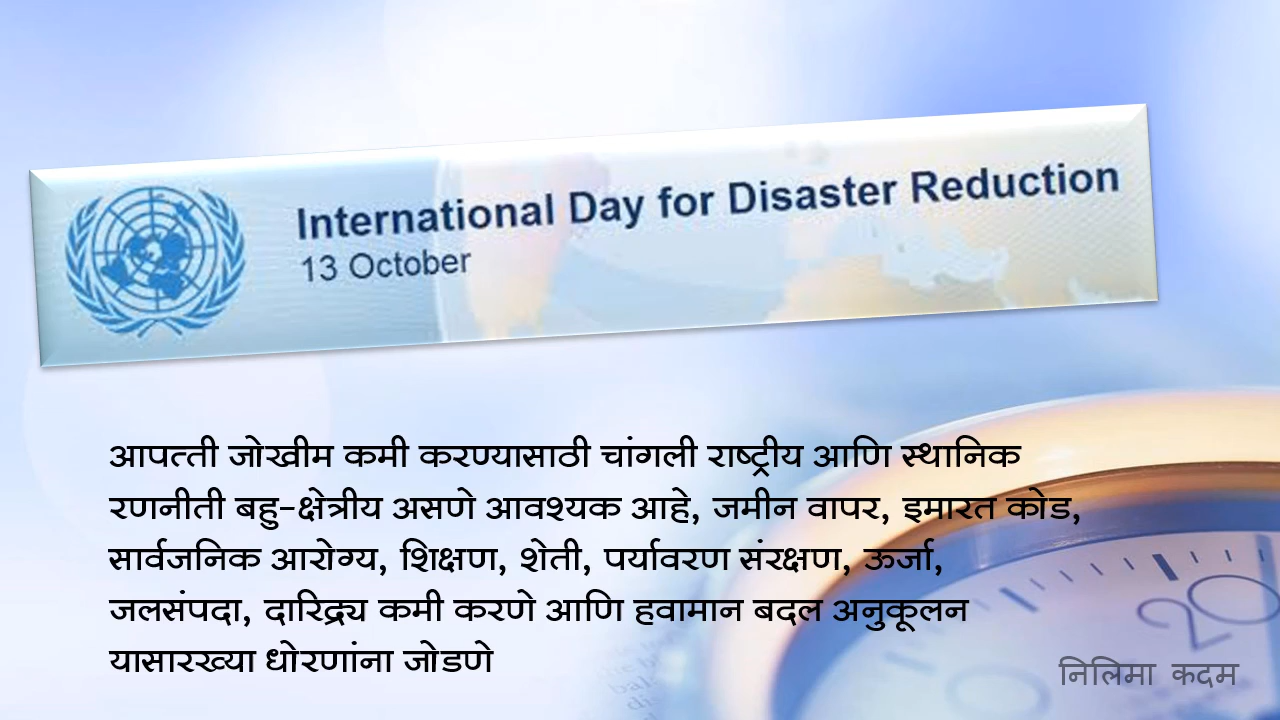 International Day for Disaster Reduction
13 October
आपत्ती जोखीम कमी करण्यासाठी चांगली राष्ट्रीय आणि स्थानिक
रणनीती बहु-क्षेत्रीय असणे आवश्यक आहे, जमीन वापर, इमारत कोड,
सार्वजनिक आरोग्य, शिक्षण, शेती, पर्यावरण संरक्षण, ऊर्जा,
जलसंपदा, दारिद्र्य कमी करणे आणि हवामान बदल अनुकूलन
यासारख्या धोरणांना जोडणे
निलिमा कदम